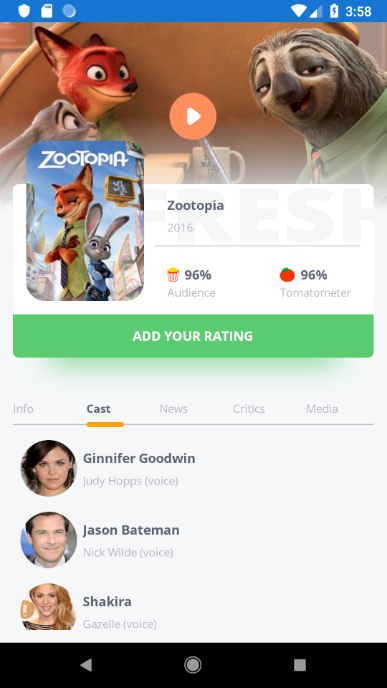 3:58
ZOOTOPIA
FRESH
Zootopia
2016
96%
96%
Audience
Tomatometer
ADD YOUR RATING
Info
Cast
News
Critics
Media
Ginnifer Goodwin
Judy Hopps (voice)
Jason Bateman
Nick Wilde (voice)
Shakira
Gazelle (voice)